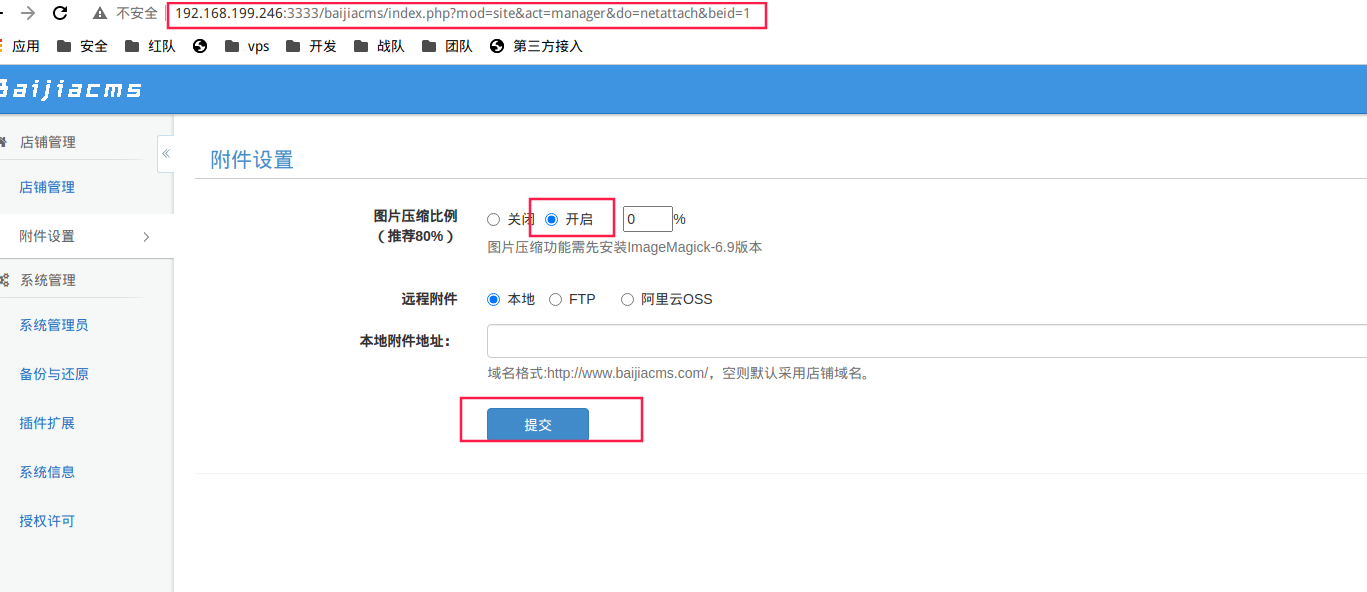 不安全 192.168.199.246:3333/baijiacms/index.php?mod=site&act=manager&do=netattach&beid=1
应用 安全 红队 vps 开发 战队 团队 第三方接入
Baijiacms
店铺管理
店铺管理
附件设置
系统管理
系统管理员
备份与还原
插件扩展
系统信息
授权许可
附件设置
图片压缩比例 关闭 开启 0 %
（推荐80%）
图片压缩功能需先安装ImageMagick-6.9版本
远程附件 本地 FTP 阿里云OSS
本地附件地址：
域名格式:http://www.baijiacms.com/，空则默认采用店铺域名。
提交